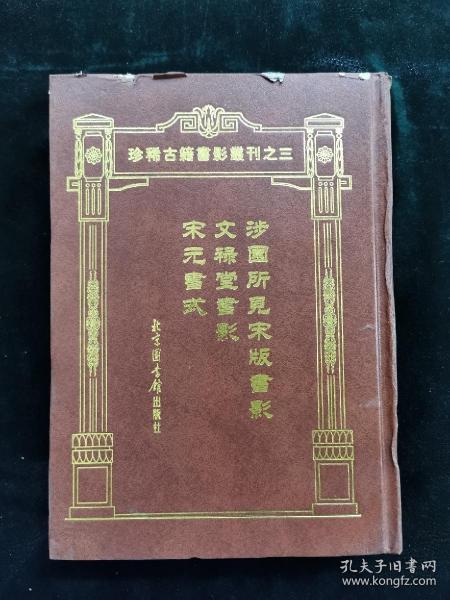 珍稀古籍書影叢刊之三
涉園所見宋版書影
文祿堂書影
宋元書式
北京圖書館出版社
孔夫子旧书网
www.kongfz.com